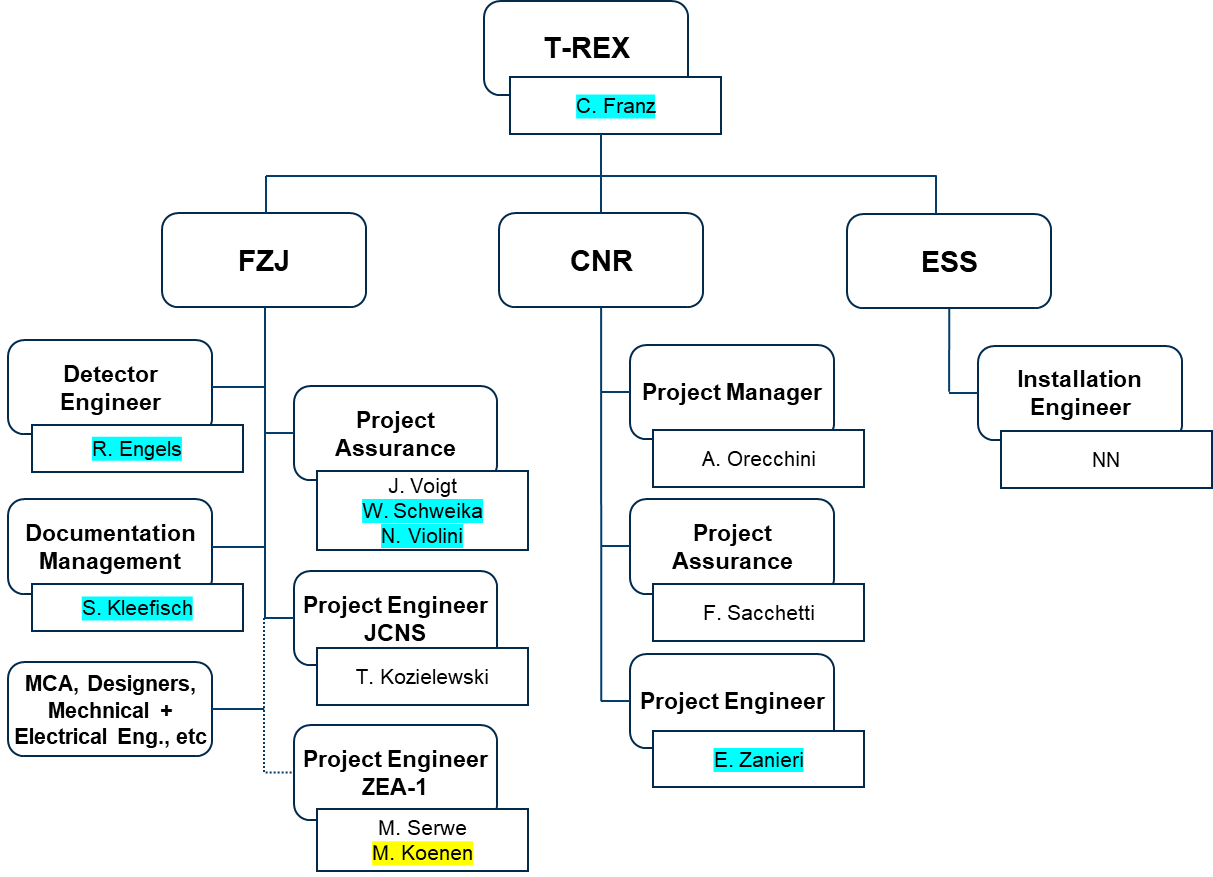 T-REX
C. Franz
FZJ
CNR
ESS
Detector
Engineer
R. Engels
Project
Assurance
J. Voigt
W. Schweika
N. Violini
Documentation
Management
S. Kleefisch
Project Engineer
JCNS
T. Kozielewski
MCA, Designers,
Mechnical +
Electrical Eng., etc
Project Engineer
ZEA-1
M. Serwe
M. Koenen
Project Manager
A. Orecchini
Project
Assurance
F. Sacchetti
Project Engineer
E. Zanieri
Installation
Engineer
NN